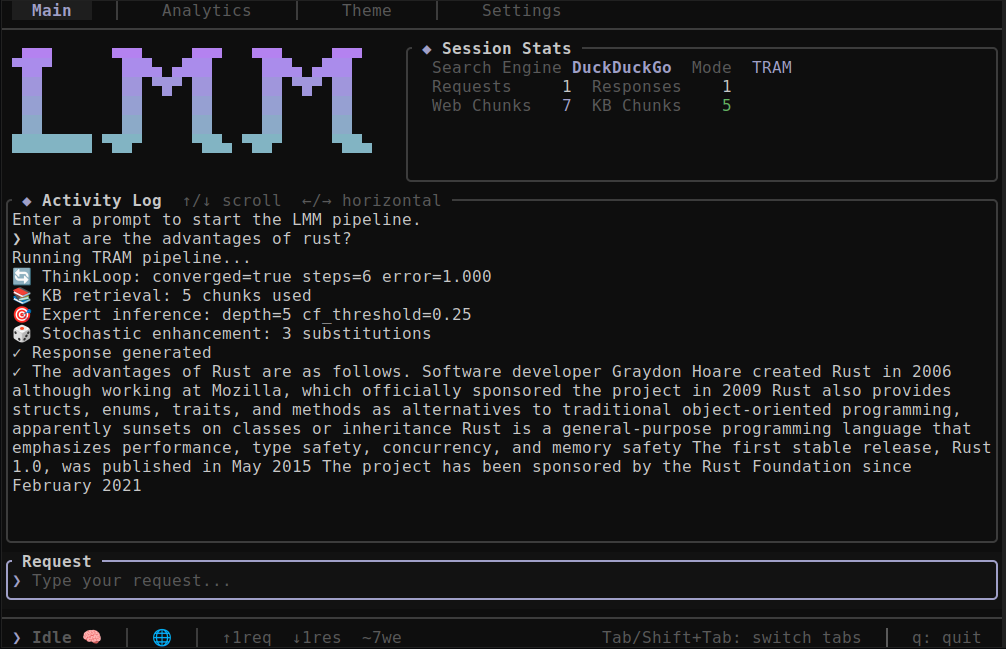 Main | Analytics | Theme | Settings
LMM
◆ Session Stats
Search Engine DuckDuckGo Mode TRAM
Requests 1 Responses 1
Web Chunks 7 KB Chunks 5
◆ Activity Log ↑/↓ scroll ←/→ horizontal
Enter a prompt to start the LMM pipeline.
❯ What are the advantages of rust?
Running TRAM pipeline...
🔄 ThinkLoop: converged=true steps=6 error=1.000
📚 KB retrieval: 5 chunks used
🎯 Expert inference: depth=5 cf_threshold=0.25
🎲 Stochastic enhancement: 3 substitutions
✓ Response generated
✓ The advantages of Rust are as follows. Software developer Graydon Hoare created Rust in 2006
although working at Mozilla, which officially sponsored the project in 2009 Rust also provides
structs, enums, traits, and methods as alternatives to traditional object-oriented programming,
apparently sunsets on classes or inheritance Rust is a general-purpose programming language that
emphasizes performance, type safety, concurrency, and memory safety The first stable release, Rust
1.0, was published in May 2015 The project has been sponsored by the Rust Foundation since
February 2021
Request
❯ Type your request...
❯ Idle 🧠 | 🌐 | ↑1req ↓1res ~7we Tab/Shift+Tab: switch tabs | q: quit